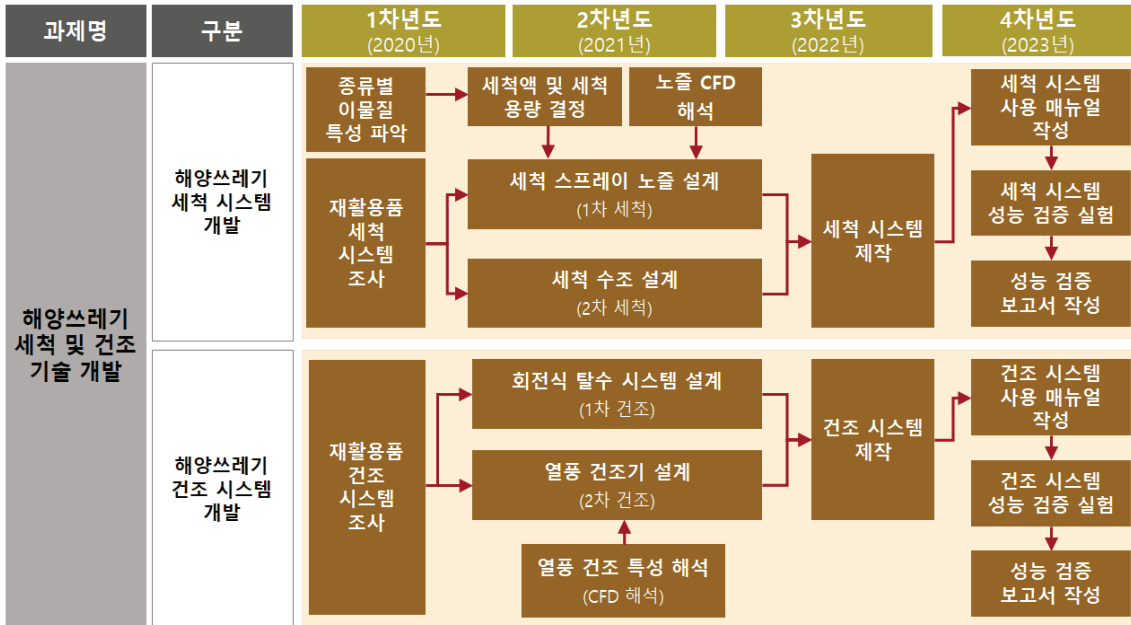 과제명
구분
1차년도
(2020년)
2차년도
(2021년)
3차년도
(2022년)
4차년도
(2023년)
해양쓰레기
세척 및 건조
기술 개발
해양쓰레기
세척 시스템
개발
종류별
이물질
특성 파악
세척액 및 세척
용량 결정
노즐 CFD
해석
재활용품
세척
시스템
조사
세척 스프레이 노즐 설계
(1차 세척)
세척 수조 설계
(2차 세척)
세척 시스템
제작
세척 시스템
사용 매뉴얼
작성
세척 시스템
성능 검증 실험
성능 검증
보고서 작성
해양쓰레기
건조 시스템
개발
재활용품
건조
시스템
조사
회전식 탈수 시스템 설계
(1차 건조)
열풍 건조기 설계
(2차 건조)
열풍 건조 특성 해석
(CFD 해석)
건조 시스템
제작
건조 시스템
사용 매뉴얼
작성
건조 시스템
성능 검증 실험
성능 검증
보고서 작성